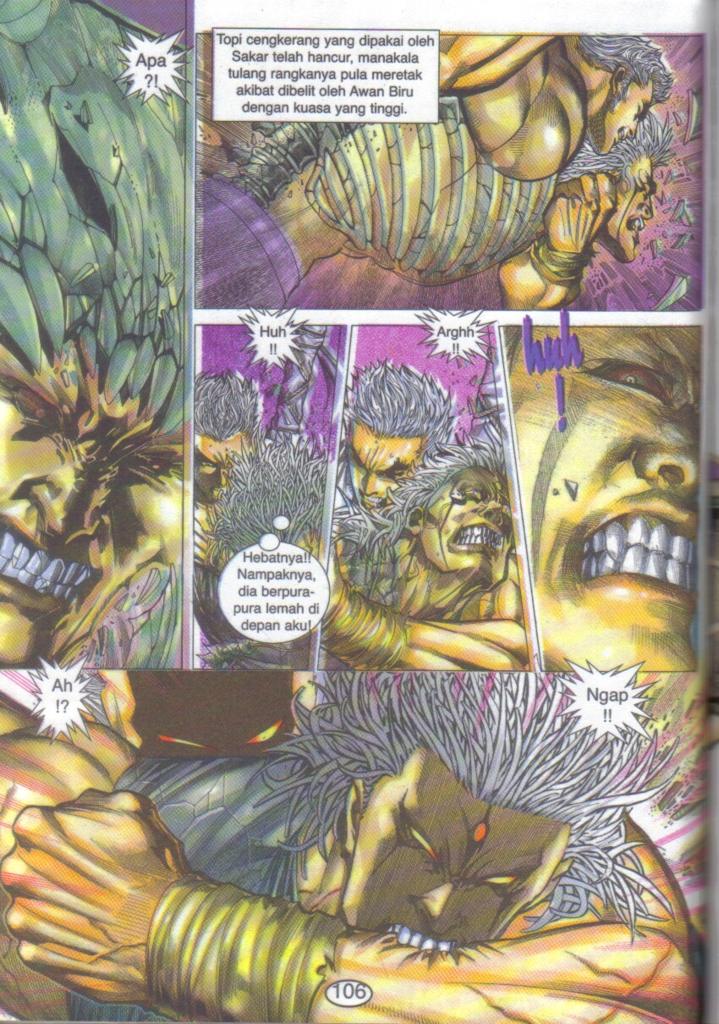 Apa
?!
Topi cengkerang yang dipakai oleh
Sakar telah hancur, manakala
tulang rangkanya pula meretak
akibat dibelit oleh Awan Biru
dengan kuasa yang tinggi.
Huh
!!
Hebatnya!!
Nampaknya,
dia berpura-
pura lemah di
depan aku!
Arghh
!!
huh
!
Ah
!?
Ngap
!!
106